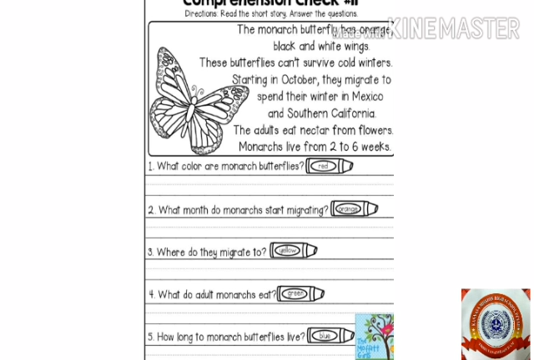 Comprehension Check #11
Directions: Read the short story. Answer the questions.
The monarch butterfly has orange,
black and white wings.
These butterflies can't survive cold winters.
Starting in October, they migrate to
spend their winter in Mexico
and Southern California.
The adults eat nectar from flowers.
Monarchs live from 2 to 6 weeks.
1. What color are monarch butterflies? red
2. What month do monarchs start migrating? orange
3. Where do they migrate to? yellow
4. What do adult monarchs eat? green
5. How long to monarch butterflies live? blue
The
Moffatt
Girls
KINEMASTER